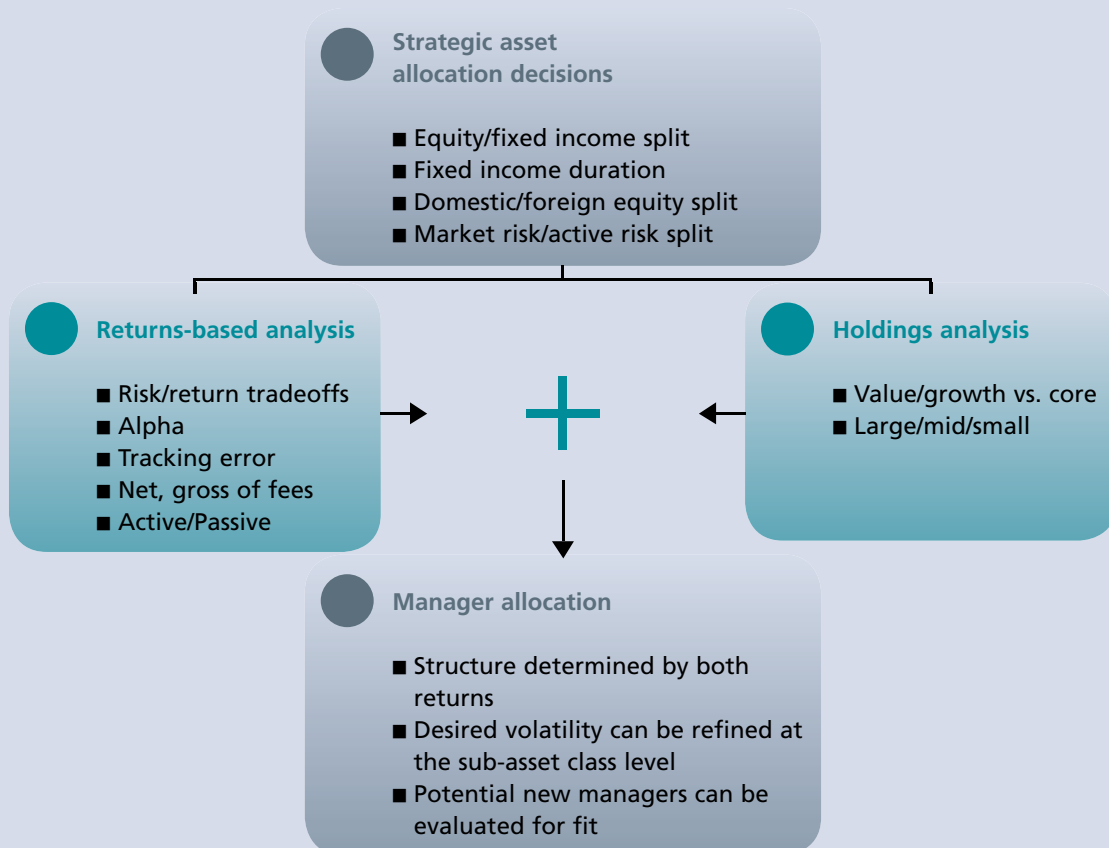 Strategic asset
allocation decisions
■ Equity/fixed income split
■ Fixed income duration
■ Domestic/foreign equity split
■ Market risk/active risk split
Returns-based analysis
■ Risk/return tradeoffs
■ Alpha
■ Tracking error
■ Net, gross of fees
■ Active/Passive
Holdings analysis
■ Value/growth vs. core
■ Large/mid/small
Manager allocation
■ Structure determined by both
returns
■ Desired volatility can be refined at
the sub-asset class level
■ Potential new managers can be
evaluated for fit